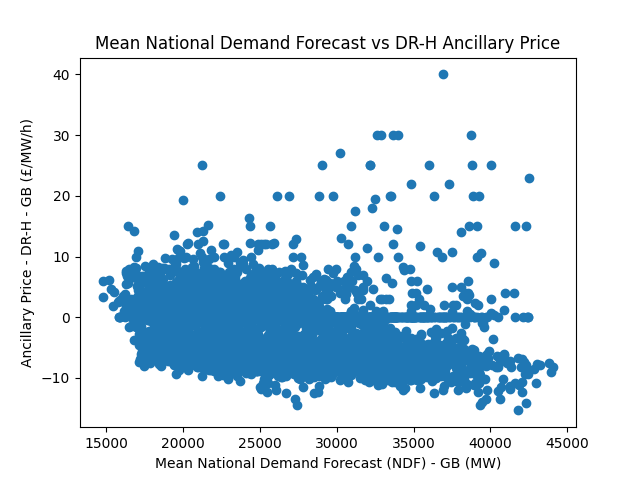 Mean National Demand Forecast vs DR-H Ancillary Price
Ancillary Price - DR-H - GB (£/MW/h)
40
30
20
10
0
−10
15000 20000 25000 30000 35000 40000 45000
Mean National Demand Forecast (NDF) - GB (MW)